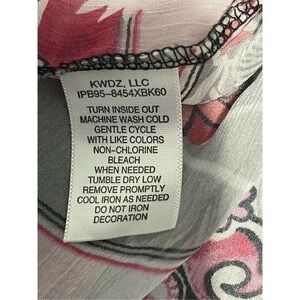 KWDZ, LLC
IPB95-8454XBK60
TURN INSIDE OUT
MACHINE WASH COLD
GENTLE CYCLE
WITH LIKE COLORS
NON-CHLORINE
BLEACH
WHEN NEEDED
TUMBLE DRY LOW
REMOVE PROMPTLY
COOL IRON AS NEEDED
DO NOT IRON
DECORATION